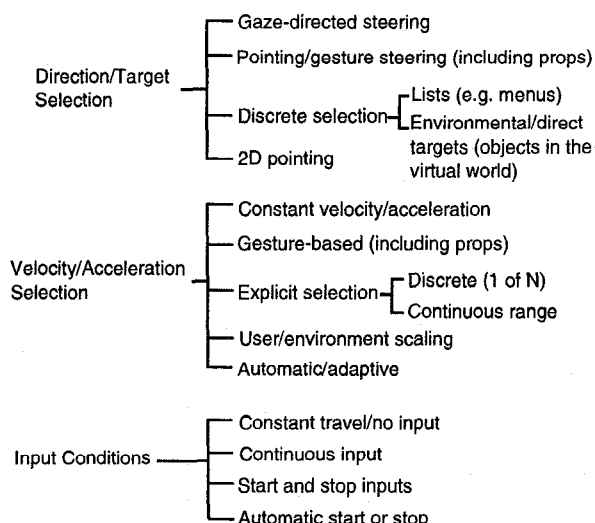 Gaze-directed steering
Pointing/gesture steering (including props)
Direction/Target
Selection
Discrete selection
Lists (e.g. menus)
Environmental/direct
targets (objects in the
virtual world)
2D pointing
Constant velocity/acceleration
Gesture-based (including props)
Velocity/Acceleration
Selection
Explicit selection
Discrete (1 of N)
Continuous range
User/environment scaling
Automatic/adaptive
Constant travel/no input
Input Conditions
Continuous input
Start and stop inputs
Automatic start or stop